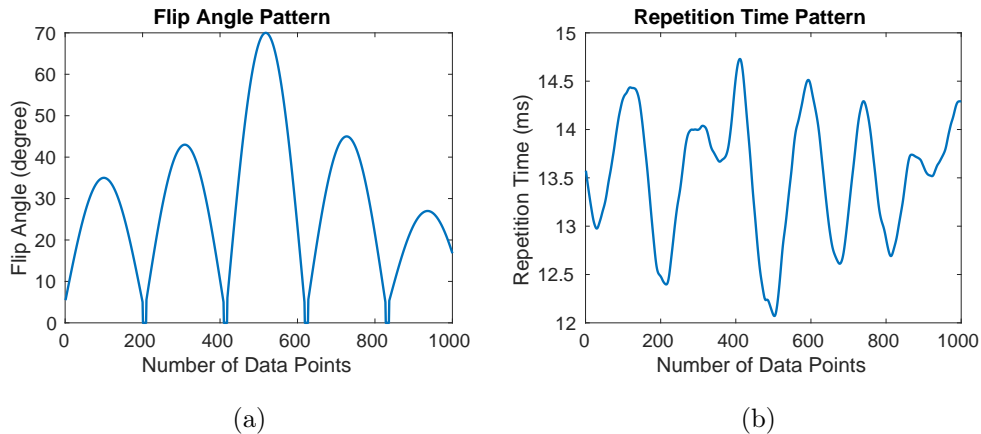 Flip Angle Pattern
70
60
50
40
30
20
10
0
Flip Angle (degree)
0 200 400 600 800 1000
Number of Data Points
(a)
Repetition Time Pattern
15
14.5
14
13.5
13
12.5
12
Repetition Time (ms)
0 200 400 600 800 1000
Number of Data Points
(b)